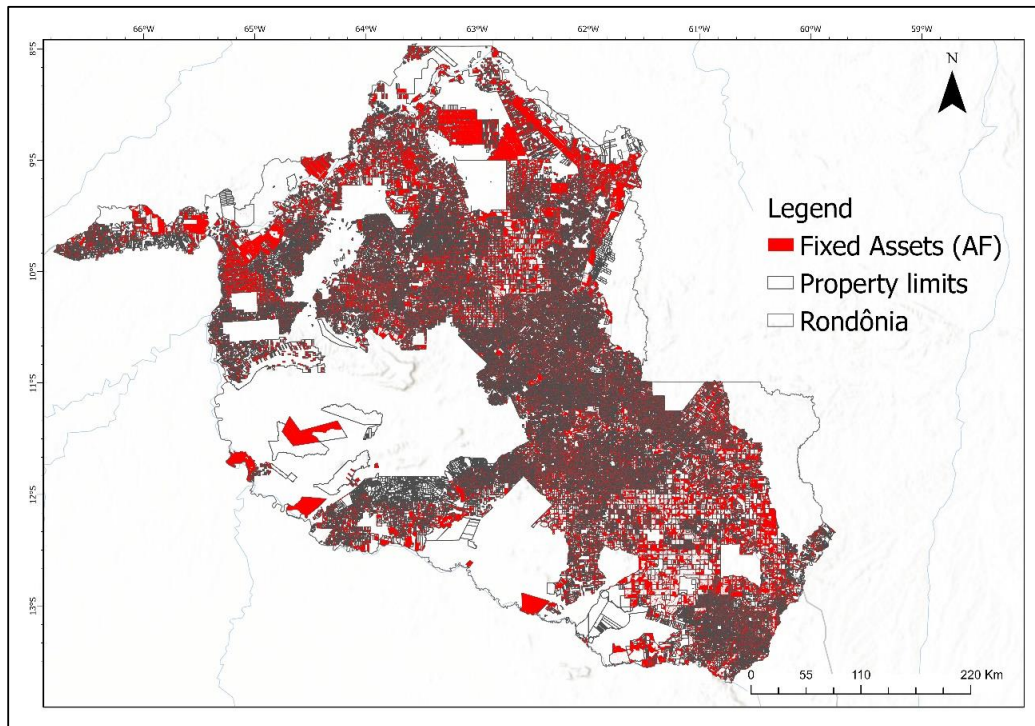 66°W 65°W 64°W 63°W 62°W 61°W 60°W 59°W
8°S
N
9°S
Legend
Fixed Assets (AF)
10°S
Property limits
Rondônia
11°S
12°S
13°S
0 55 110 220 Km